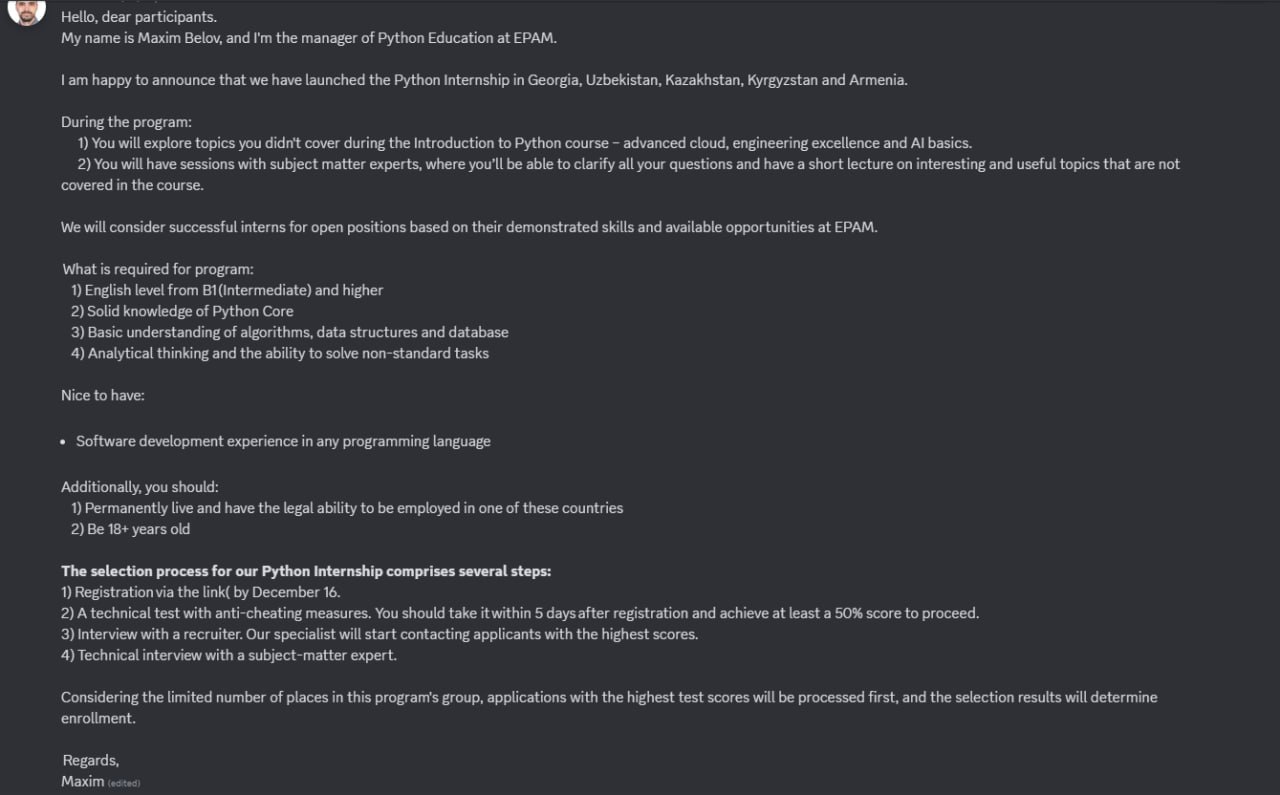 Hello, dear participants.
My name is Maxim Belov, and I'm the manager of Python Education at EPAM.
I am happy to announce that we have launched the Python Internship in Georgia, Uzbekistan, Kazakhstan, Kyrgyzstan and Armenia.
During the program:
1) You will explore topics you didn't cover during the Introduction to Python course – advanced cloud, engineering excellence and AI basics.
2) You will have sessions with subject matter experts, where you'll be able to clarify all your questions and have a short lecture on interesting and useful topics that are not
covered in the course.
We will consider successful interns for open positions based on their demonstrated skills and available opportunities at EPAM.
What is required for program:
1) English level from B1(Intermediate) and higher
2) Solid knowledge of Python Core
3) Basic understanding of algorithms, data structures and database
4) Analytical thinking and the ability to solve non-standard tasks
Nice to have:
• Software development experience in any programming language
Additionally, you should:
1) Permanently live and have the legal ability to be employed in one of these countries
2) Be 18+ years old
The selection process for our Python Internship comprises several steps:
1) Registration via the link( by December 16.
2) A technical test with anti-cheating measures. You should take it within 5 days after registration and achieve at least a 50% score to proceed.
3) Interview with a recruiter. Our specialist will start contacting applicants with the highest scores.
4) Technical interview with a subject-matter expert.
Considering the limited number of places in this program's group, applications with the highest test scores will be processed first, and the selection results will determine
enrollment.
Regards,
Maxim (edited)